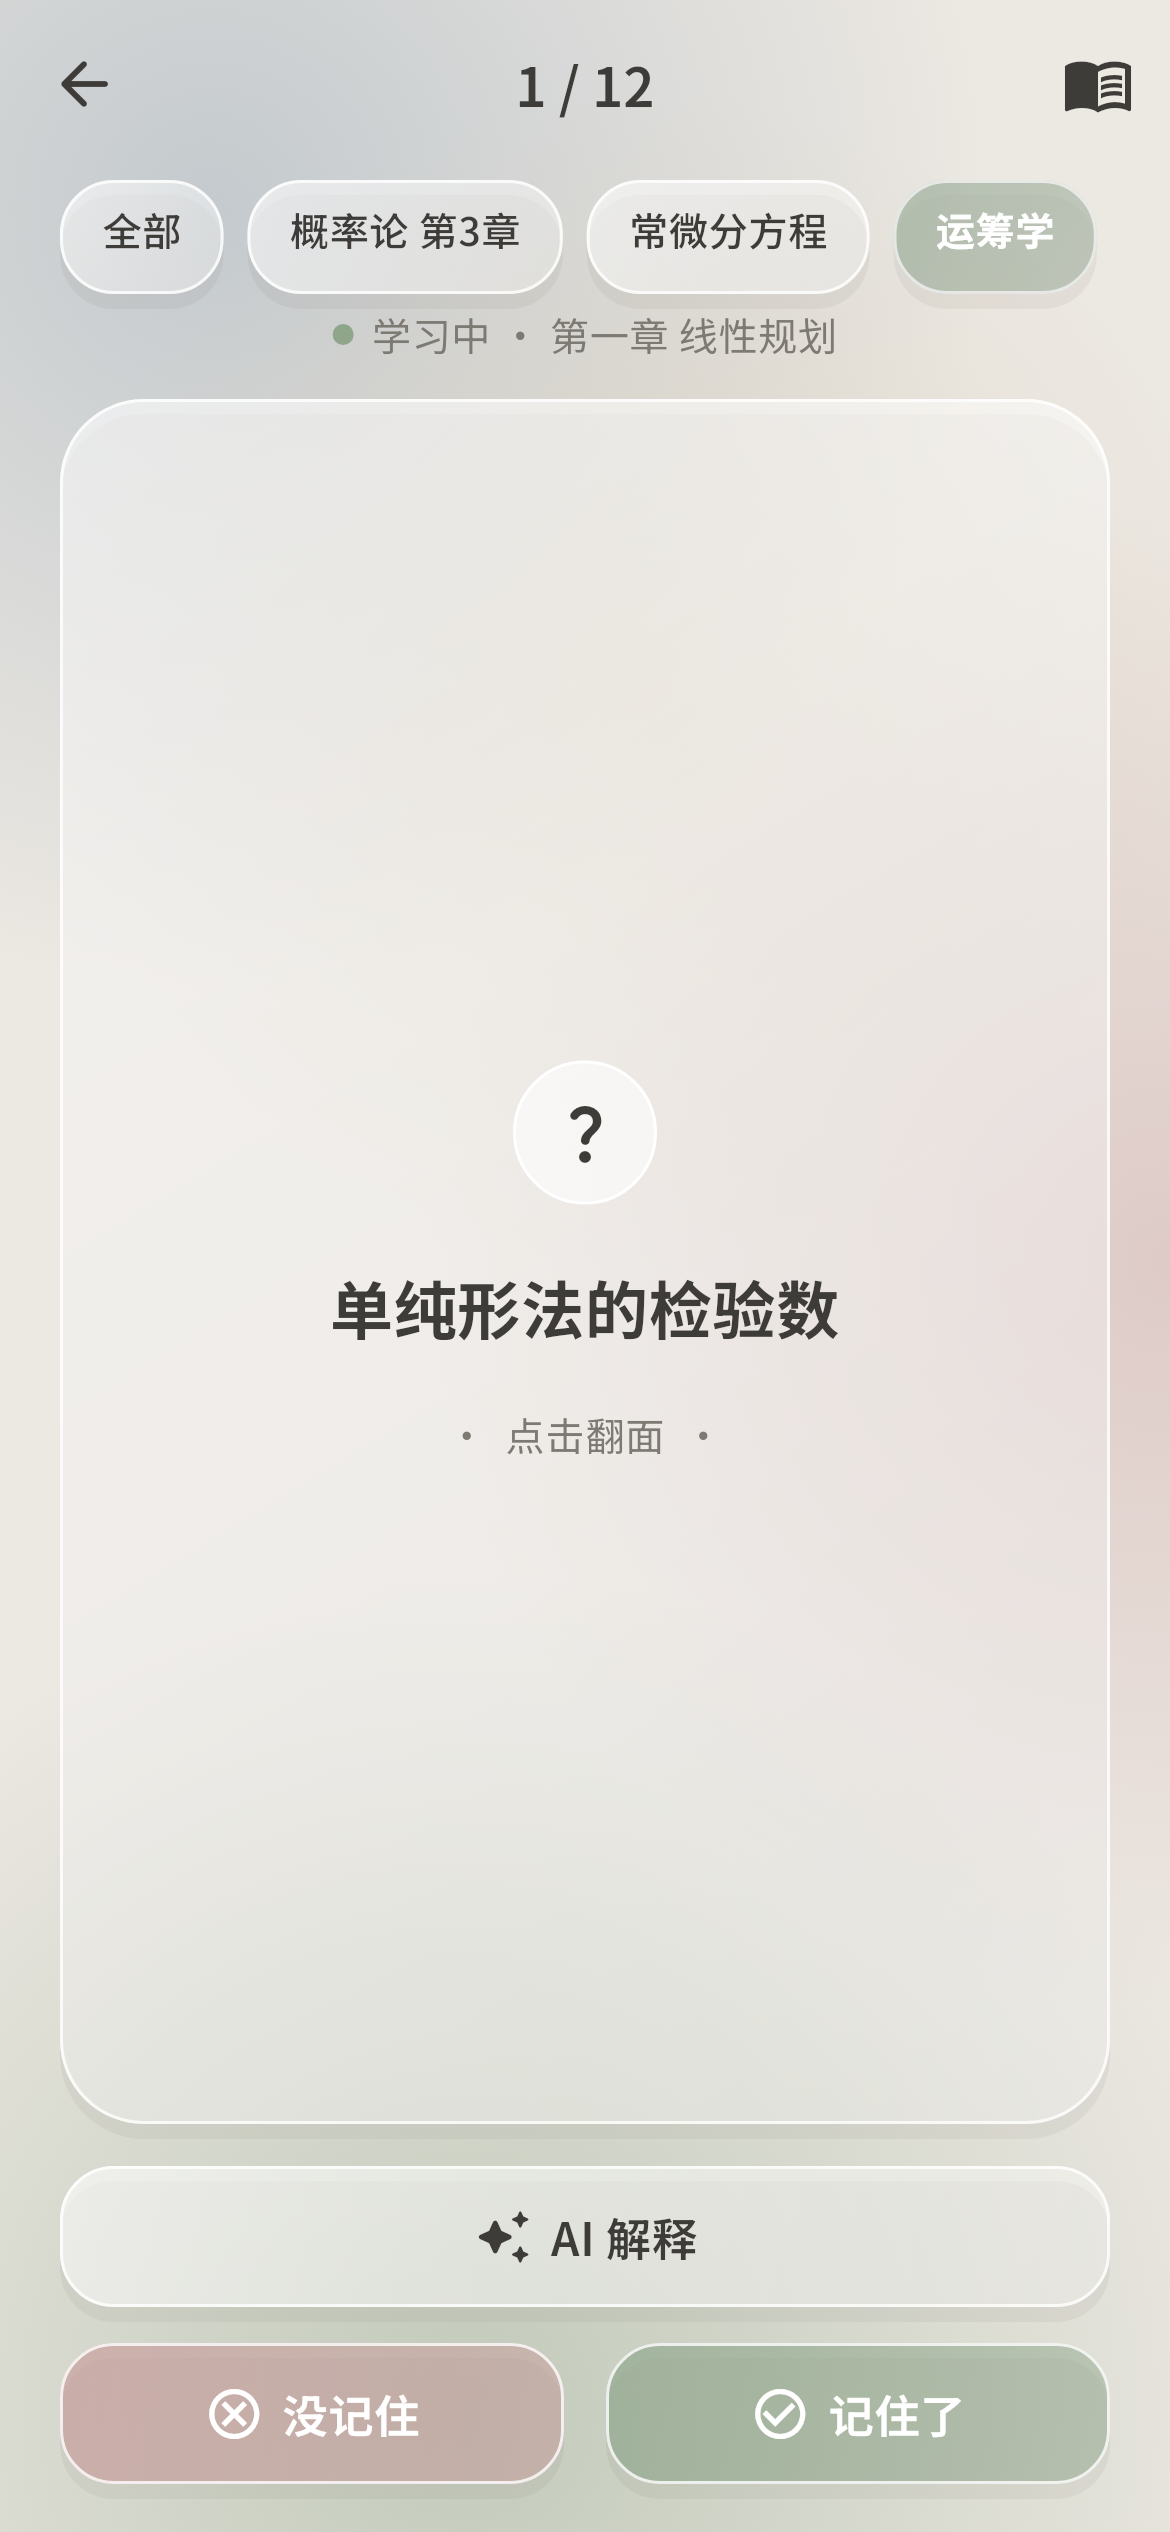 1 / 12
全部 概率论 第3章 常微分方程 运筹学
学习中 · 第一章 线性规划
?
单纯形法的检验数
· 点击翻面 ·
AI 解释
没记住 记住了